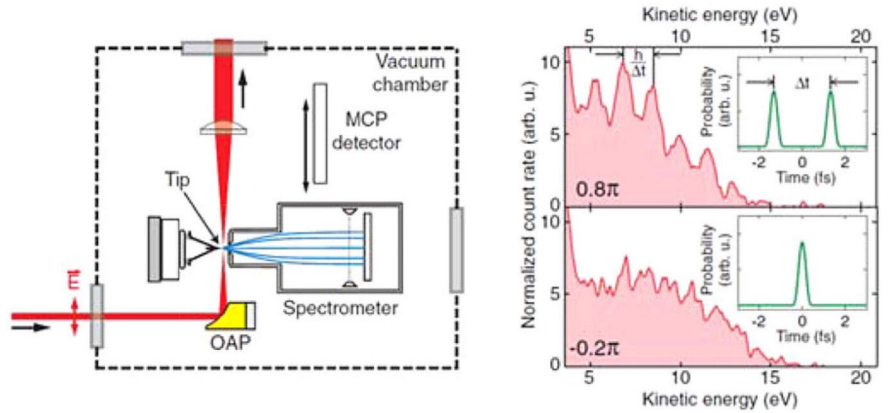 Vacuum
chamber
MCP
detector
Tip
Spectrometer
E
OAP
Kinetic energy (eV)
5 10 15 20
Normalized count rate (arb. u.)
10
5
0
h
Δt
0.8π
Probability
(arb. u.)
Δt
-2 0 2
Time (fs)
10
5
0
-0.2π
Probability
(arb. u.)
-2 0 2
Time (fs)
5 10 15 20
Kinetic energy (eV)